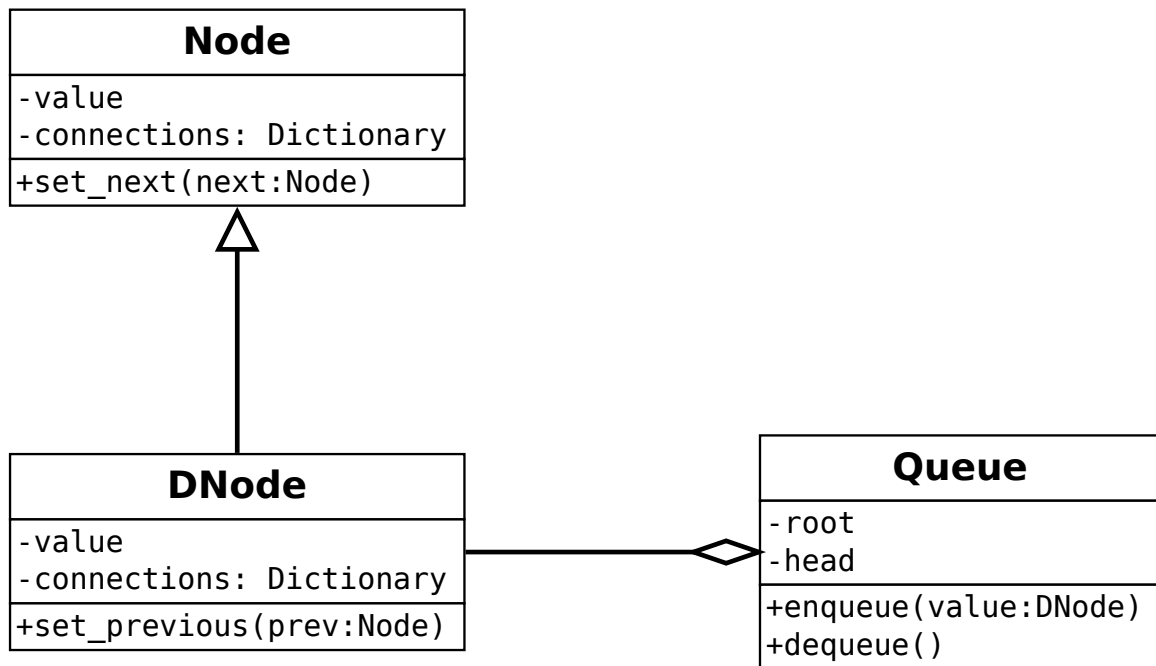 Node
-value
-connections: Dictionary
+set_next(next:Node)
DNode
-value
-connections: Dictionary
+set_previous(prev:Node)
Queue
-root
-head
+enqueue(value:DNode)
+dequeue()